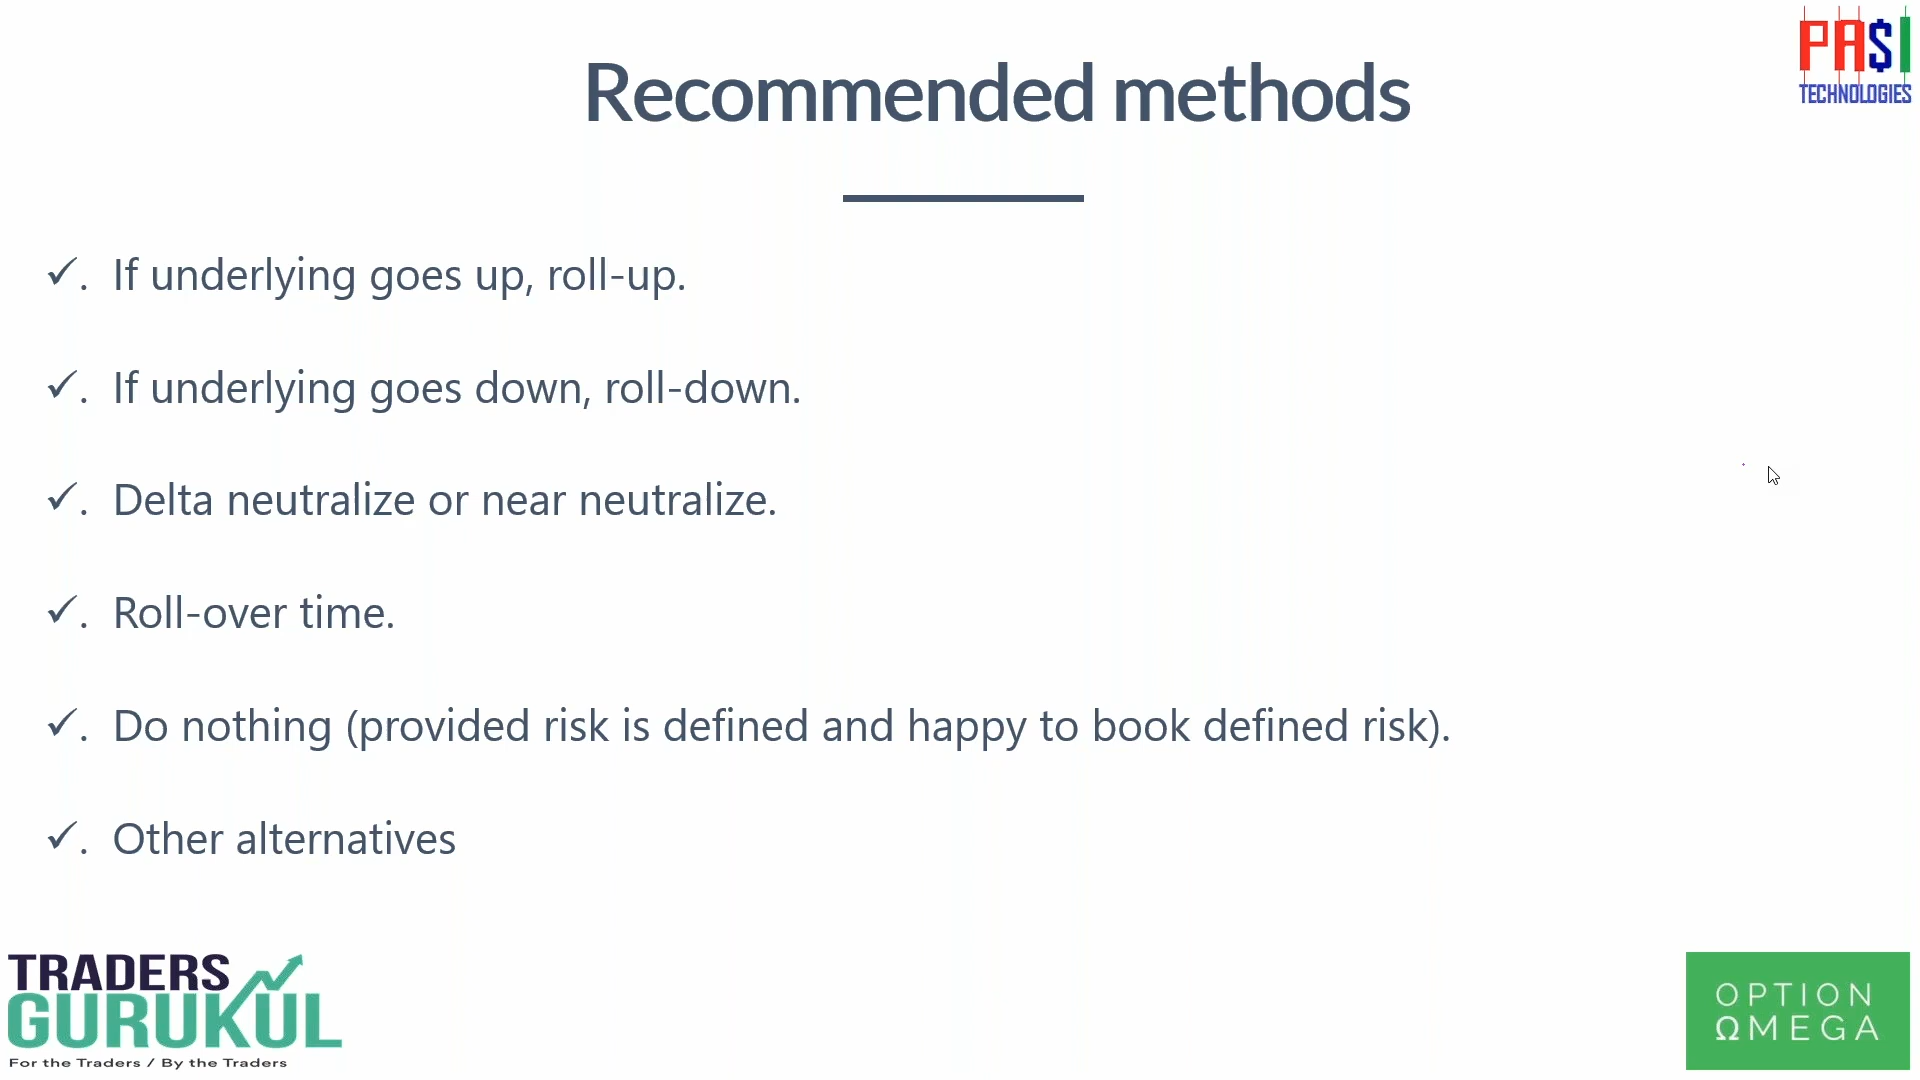 Recommended methods
PA$I
TECHNOLOGIES
✓. If underlying goes up, roll-up.
✓. If underlying goes down, roll-down.
✓. Delta neutralize or near neutralize.
✓. Roll-over time.
✓. Do nothing (provided risk is defined and happy to book defined risk).
✓. Other alternatives
TRADERS
GURUKUL
For the Traders / By the Traders
OPTION
ΩMEGA